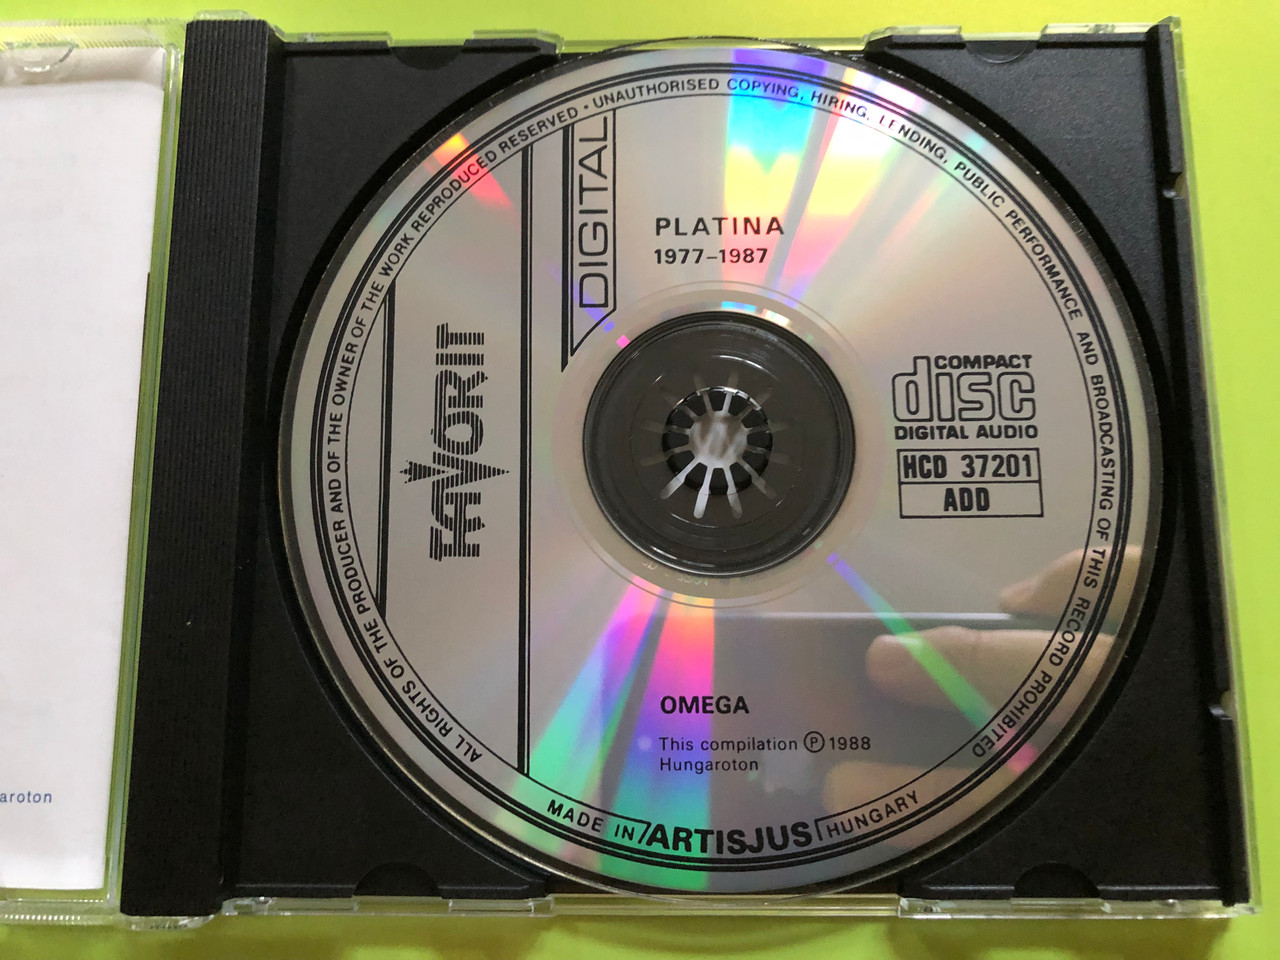 ALL RIGHTS OF THE PRODUCER AND OF THE OWNER OF THE WORK REPRODUCED RESERVED · UNAUTHORISED COPYING, HIRING, LENDING, PUBLIC PERFORMANCE AND BROADCASTING OF THIS RECORD PROHIBITED
DIGITAL
PLATINA
1977–1987
FAVORIT
COMPACT
disc
DIGITAL AUDIO
HCD 37201
ADD
OMEGA
This compilation Ⓟ 1988
Hungaroton
MADE IN ARTISJUS HUNGARY
aroton